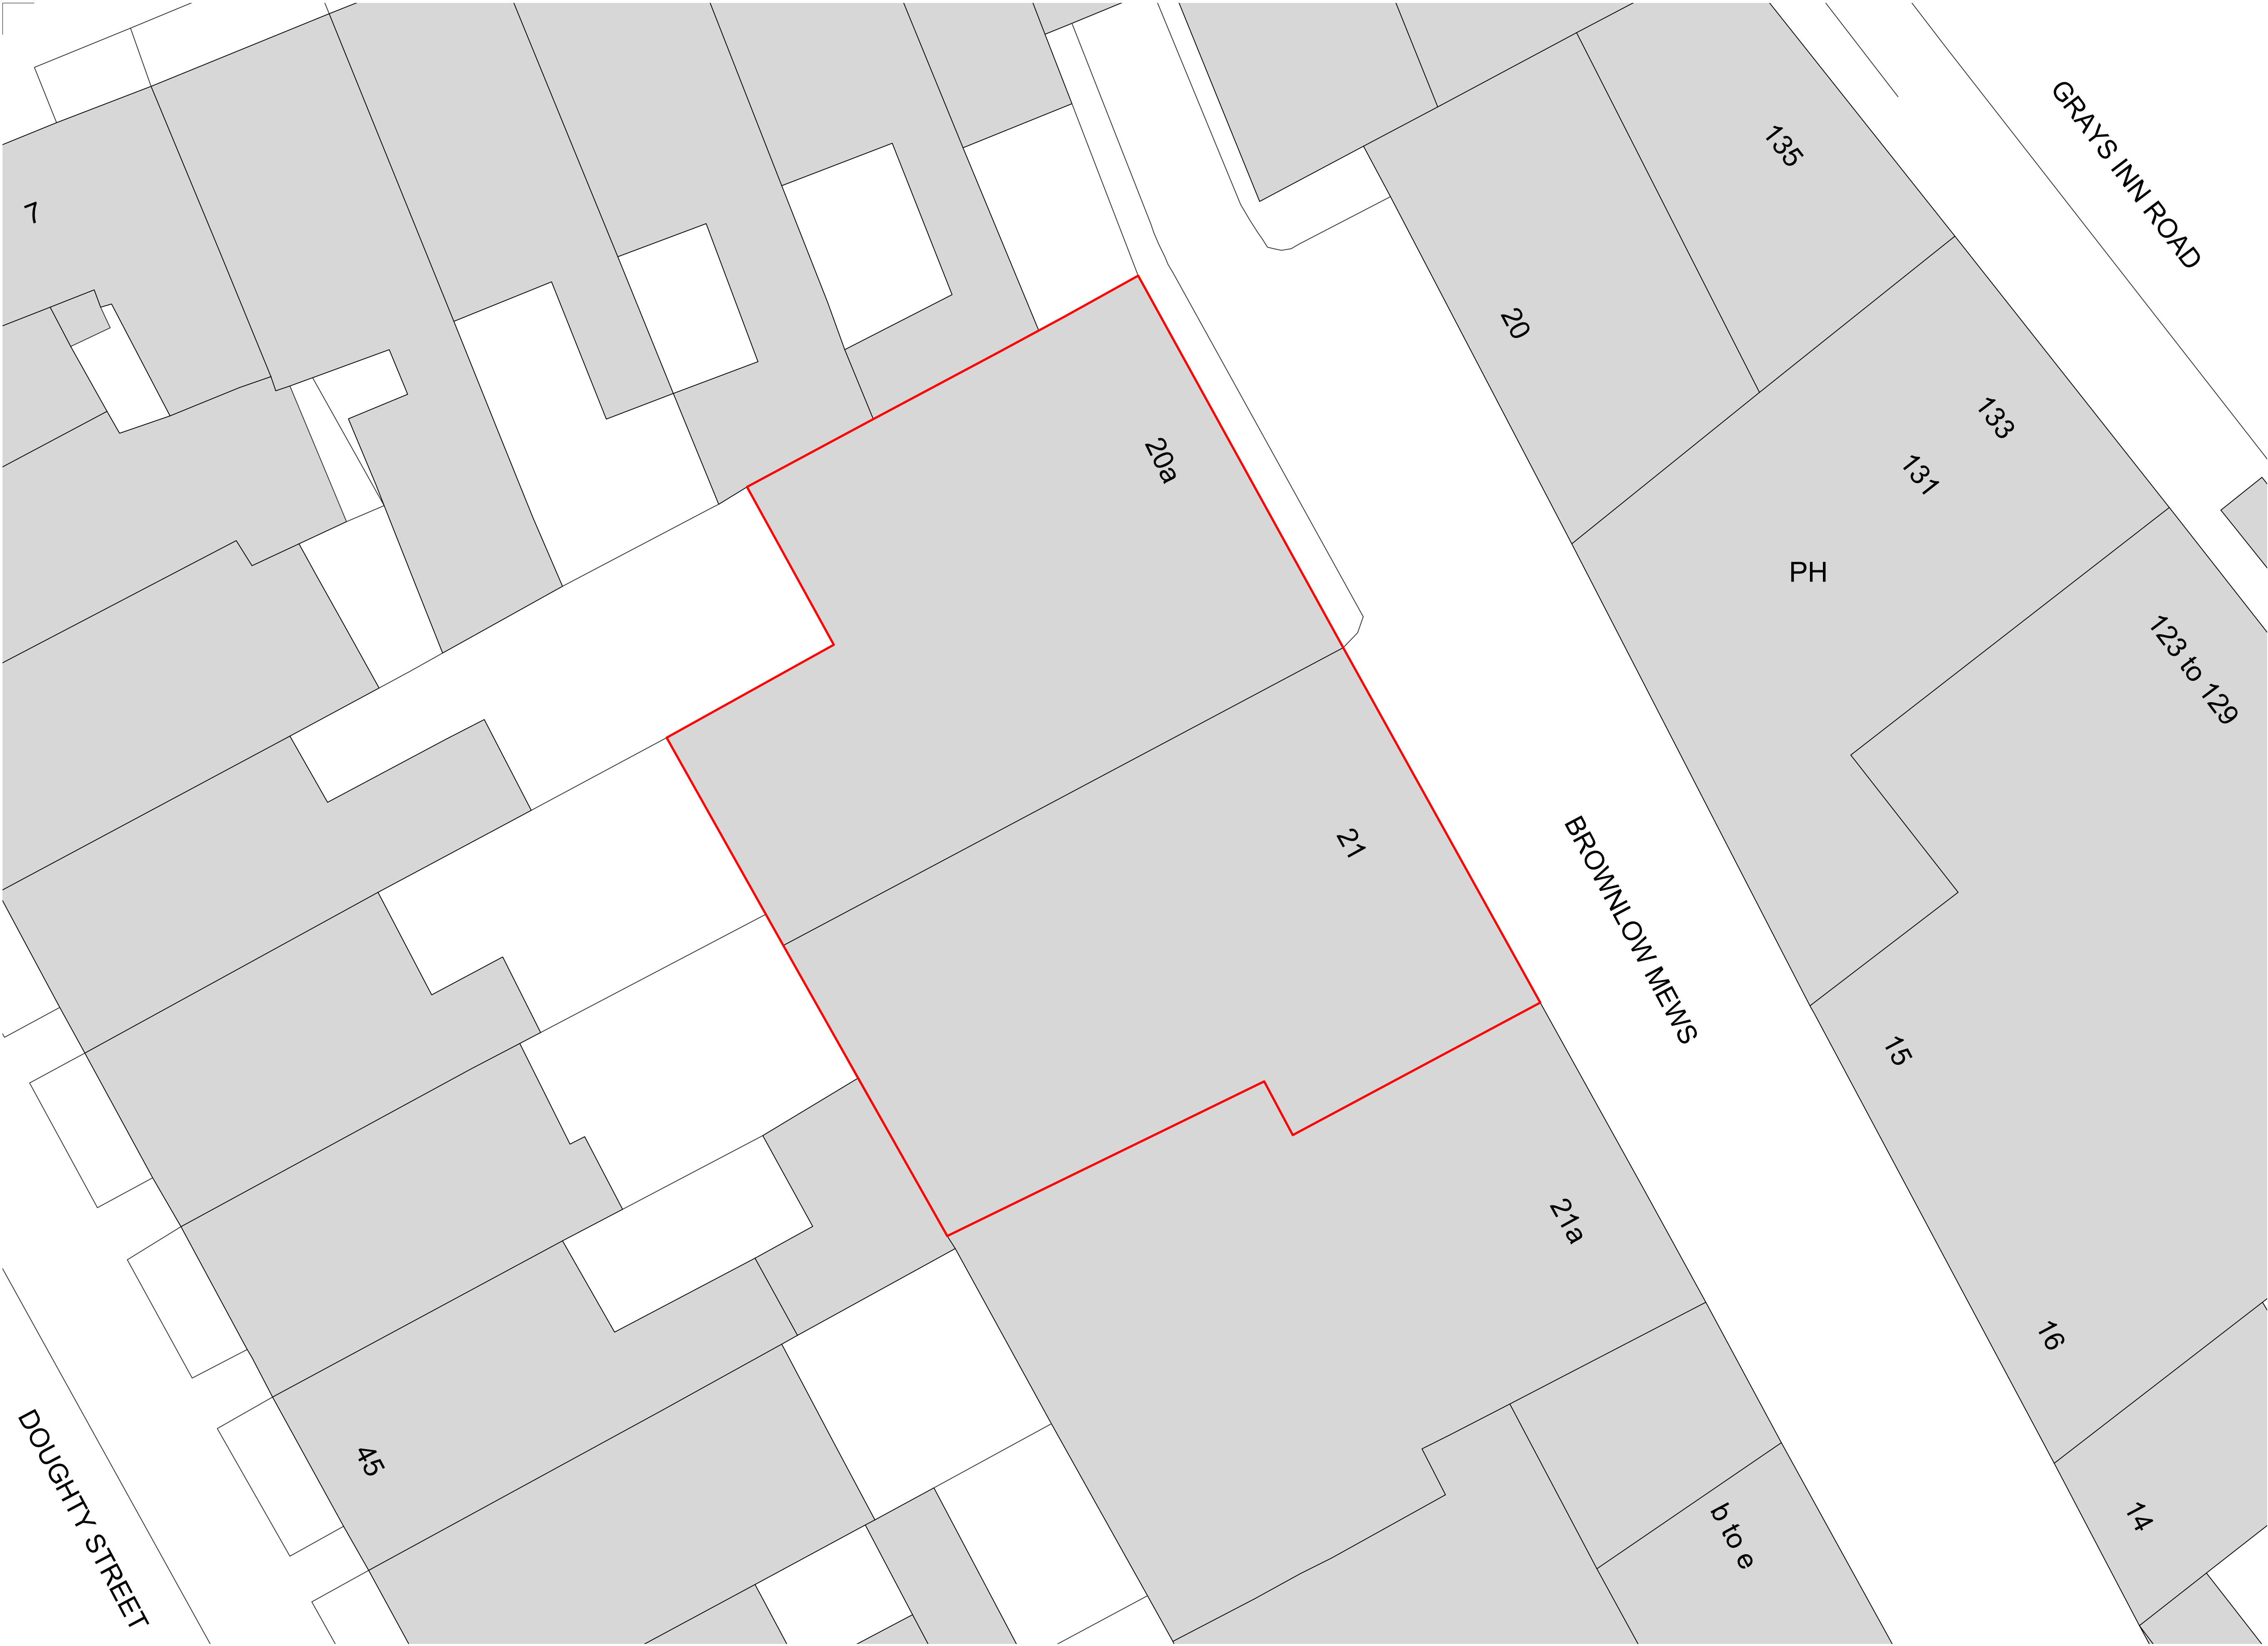 GRAYS INN ROAD
135
7
20
133
20a
131
PH
123 to 129
21
BROWNLOW MEWS
15
21a
16
45
14
b to e
DOUGHTY STREET